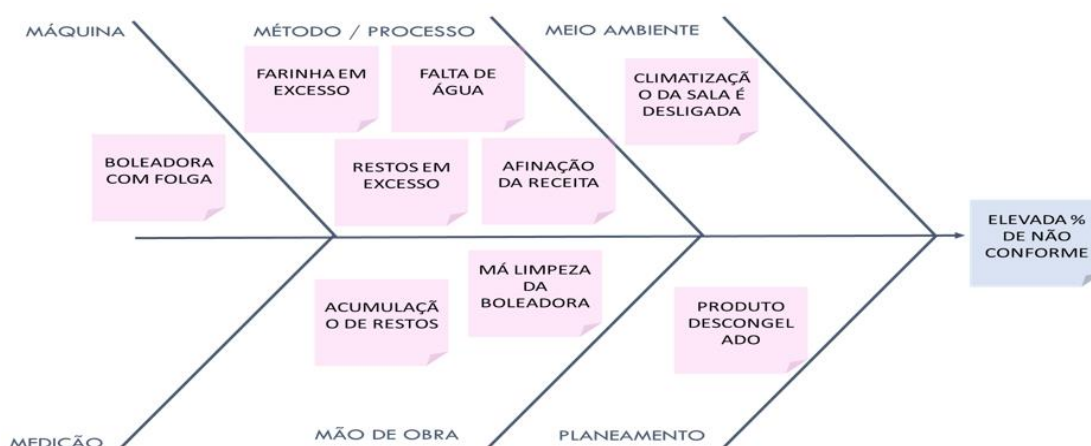 MÁQUINA
MÉTODO / PROCESSO
MEIO AMBIENTE
FARINHA EM
EXCESSO
FALTA DE
ÁGUA
CLIMATIZAÇÃ
O DA SALA É
DESLIGADA
BOLEADORA
COM FOLGA
RESTOS EM
EXCESSO
AFINAÇÃO
DA RECEITA
ELEVADA %
DE NÃO
CONFORME
ACUMULAÇÃ
O DE RESTOS
MÁ LIMPEZA
DA
BOLEADORA
PRODUTO
DESCONGEL
ADO
MEDIÇÃO
MÃO DE OBRA
PLANEAMENTO